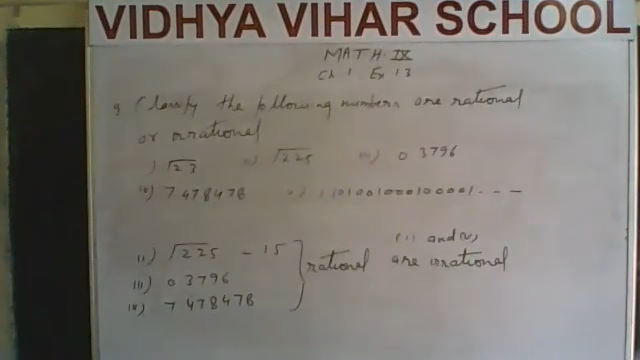 VIDHYA VIHAR SCHOOL
MATH IX
Ch 1 Ex 1 3
Classify the following numbers are rational
or irrational
i) √23 ii) √225 iii) 0 3796
iv) 7 478478 v) 1 101001000100001 - - -
ii) √225 - 15
iii) 0 3796
iv) 7 478478
rational
(i) and v)
are irrational